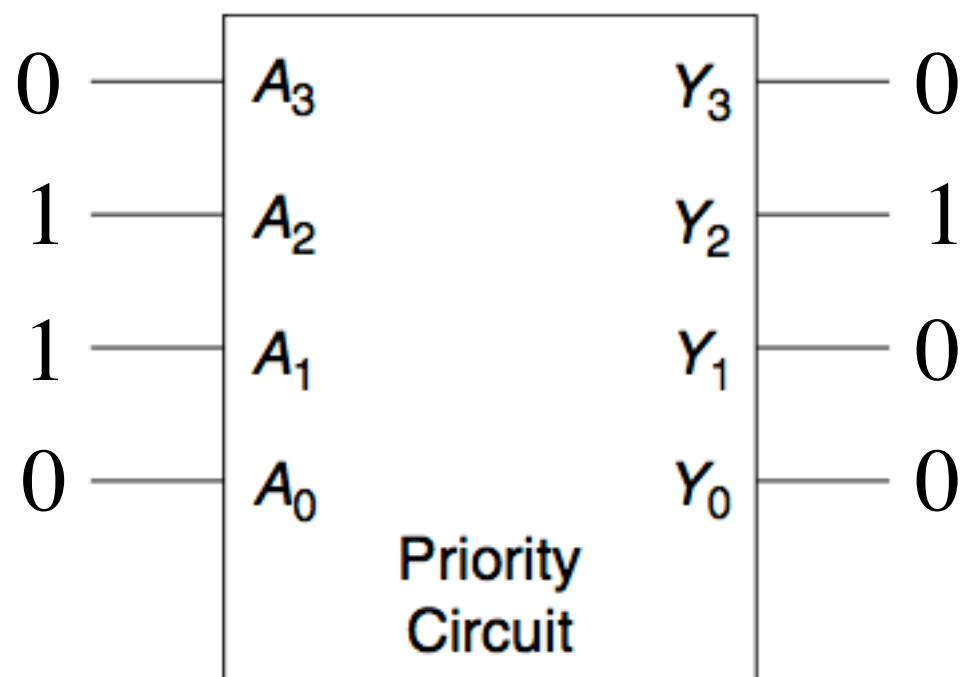 0 A₃ Y₃ 0
1 A₂ Y₂ 1
1 A₁ Y₁ 0
0 A₀ Y₀ 0
Priority
Circuit